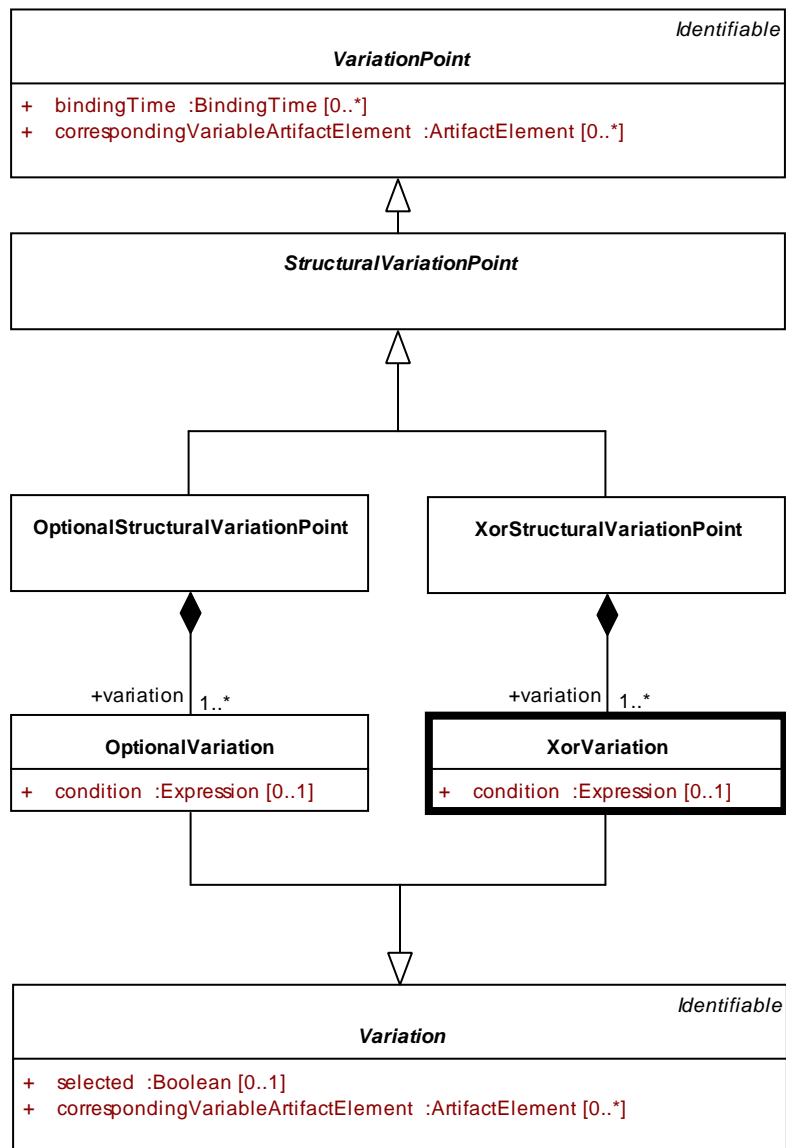 Identifiable
VariationPoint
+ bindingTime :BindingTime [0..*]
+ correspondingVariableArtifactElement :ArtifactElement [0..*]
StructuralVariationPoint
OptionalStructuralVariationPoint
XorStructuralVariationPoint
+variation 1..*
+variation 1..*
OptionalVariation
+ condition :Expression [0..1]
XorVariation
+ condition :Expression [0..1]
Identifiable
Variation
+ selected :Boolean [0..1]
+ correspondingVariableArtifactElement :ArtifactElement [0..*]